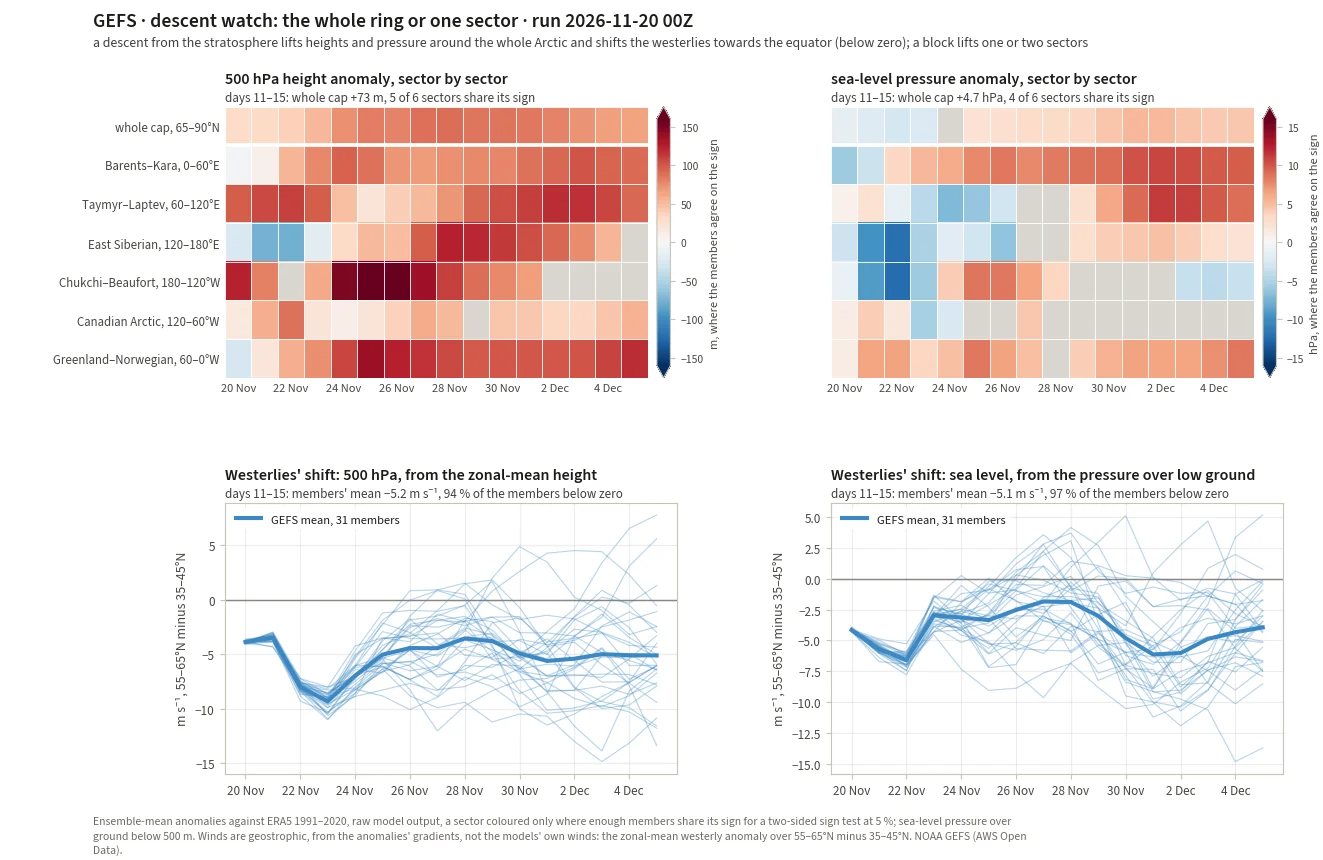 GEFS · descent watch: the whole ring or one sector · run 2026-11-20 00Z
a descent from the stratosphere lifts heights and pressure around the whole Arctic and shifts the westerlies towards the equator (below zero); a block lifts one or two sectors
500 hPa height anomaly, sector by sector
days 11–15: whole cap +73 m, 5 of 6 sectors share its sign
whole cap, 65–90°N
Barents–Kara, 0–60°E
Taymyr–Laptev, 60–120°E
East Siberian, 120–180°E
Chukchi–Beaufort, 180–120°W
Canadian Arctic, 120–60°W
Greenland–Norwegian, 60–0°W
20 Nov 22 Nov 24 Nov 26 Nov 28 Nov 30 Nov 2 Dec 4 Dec
150
100
50
0
−50
−100
−150
m, where the members agree on the sign
sea-level pressure anomaly, sector by sector
days 11–15: whole cap +4.7 hPa, 4 of 6 sectors share its sign
20 Nov 22 Nov 24 Nov 26 Nov 28 Nov 30 Nov 2 Dec 4 Dec
15
10
5
0
−5
−10
−15
hPa, where the members agree on the sign
Westerlies' shift: 500 hPa, from the zonal-mean height
days 11–15: members' mean −5.2 m s⁻¹, 94 % of the members below zero
GEFS mean, 31 members
5
0
−5
−10
−15
m s⁻¹, 55–65°N minus 35–45°N
20 Nov 22 Nov 24 Nov 26 Nov 28 Nov 30 Nov 2 Dec 4 Dec
Westerlies' shift: sea level, from the pressure over low ground
days 11–15: members' mean −5.1 m s⁻¹, 97 % of the members below zero
GEFS mean, 31 members
5.0
2.5
0.0
−2.5
−5.0
−7.5
−10.0
−12.5
−15.0
m s⁻¹, 55–65°N minus 35–45°N
20 Nov 22 Nov 24 Nov 26 Nov 28 Nov 30 Nov 2 Dec 4 Dec
Ensemble-mean anomalies against ERA5 1991–2020, raw model output, a sector coloured only where enough members share its sign for a two-sided sign test at 5 %; sea-level pressure over
ground below 500 m. Winds are geostrophic, from the anomalies' gradients, not the models' own winds: the zonal-mean westerly anomaly over 55–65°N minus 35–45°N. NOAA GEFS (AWS Open
Data).